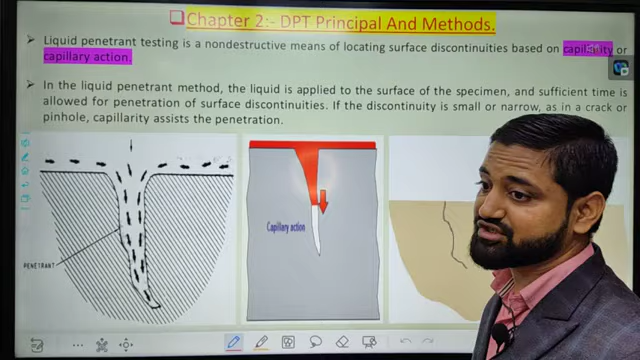 Chapter 2:- DPT Principal And Methods.
Liquid penetrant testing is a nondestructive means of locating surface discontinuities based on capillarity or
capillary action.
In the liquid penetrant method, the liquid is applied to the surface of the specimen, and sufficient time is
allowed for penetration of surface discontinuities. If the discontinuity is small or narrow, as in a crack or
pinhole, capillarity assists the penetration.
PENETRANT
Capillary action